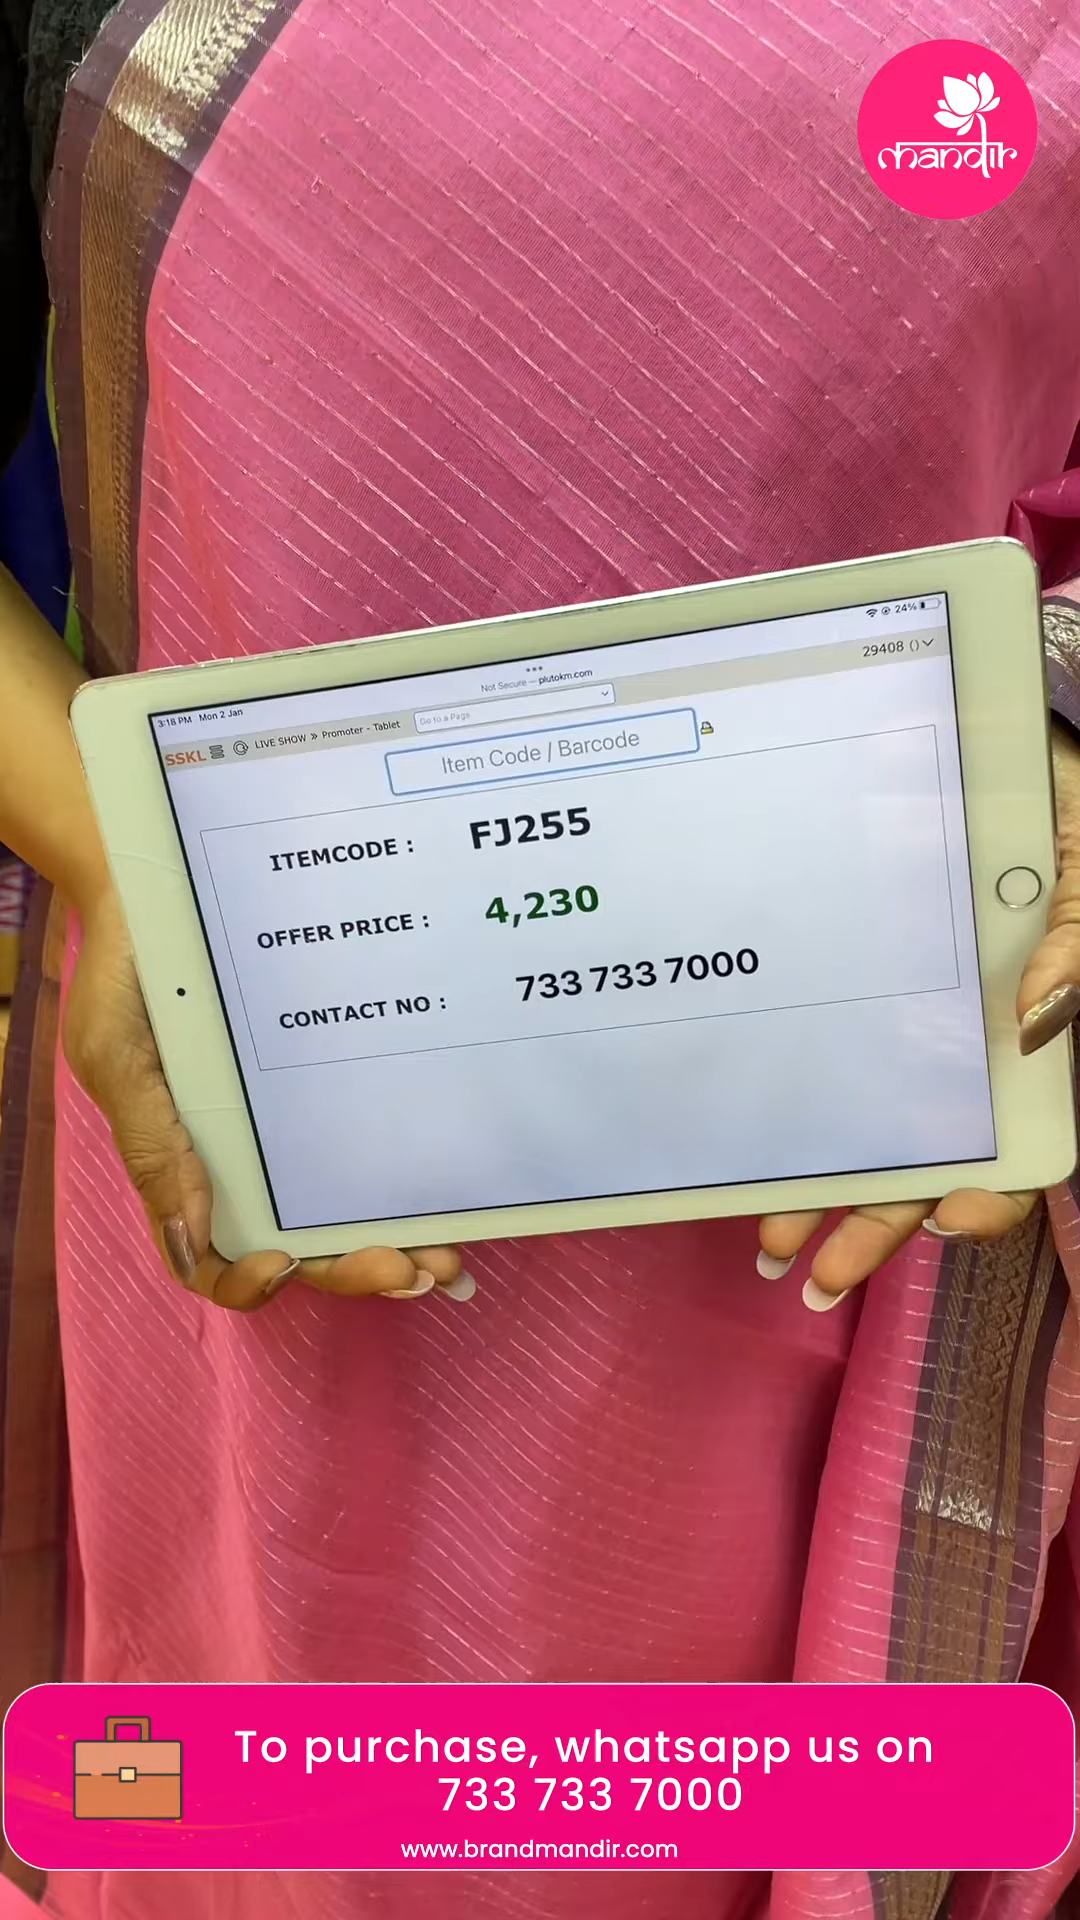 mandir
3:18 PM Mon 2 Jan
Not Secure — plutokm.com
24%
SSKL LIVE SHOW » Promoter - Tablet
Go to a Page
29408 ()
Item Code / Barcode
ITEMCODE : FJ255
OFFER PRICE : 4,230
CONTACT NO : 733 733 7000
To purchase, whatsapp us on
733 733 7000
www.brandmandir.com